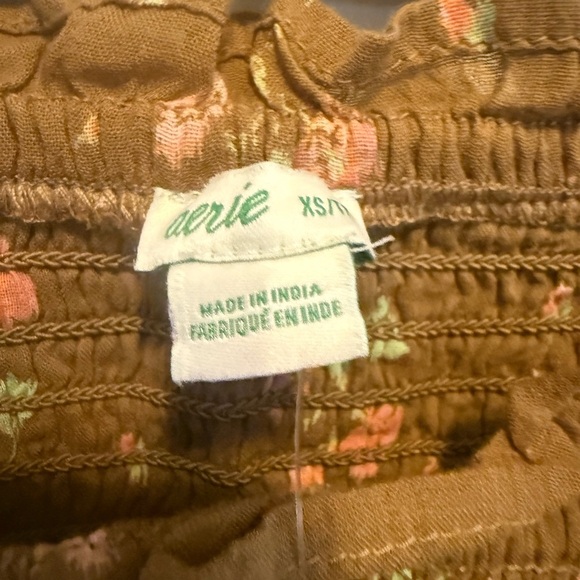 aerie XS/
MADE IN INDIA
FABRIQUÉ EN INDE